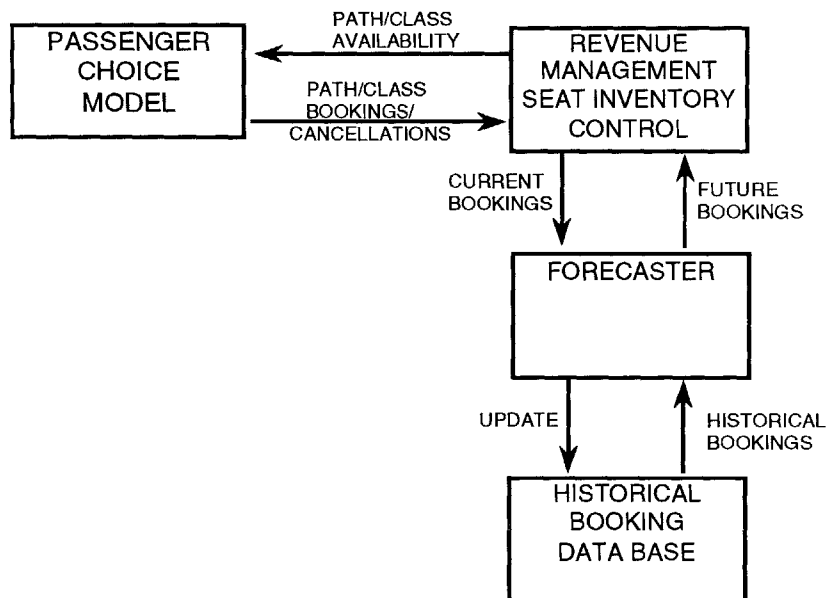 PASSENGER
CHOICE
MODEL
PATH/CLASS
AVAILABILITY
PATH/CLASS
BOOKINGS/
CANCELLATIONS
REVENUE
MANAGEMENT
SEAT INVENTORY
CONTROL
CURRENT
BOOKINGS
FUTURE
BOOKINGS
FORECASTER
UPDATE
HISTORICAL
BOOKINGS
HISTORICAL
BOOKING
DATA BASE